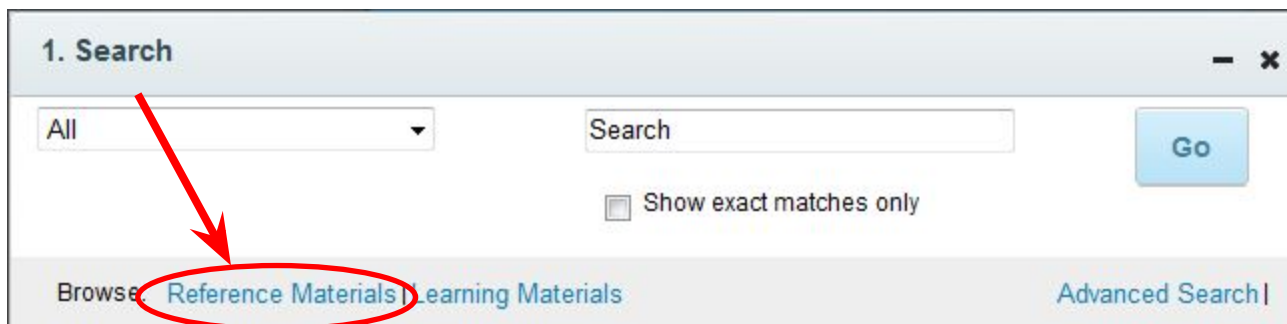 1. Search
All
Search
Go
Show exact matches only
Browse: Reference Materials | Learning Materials
Advanced Search |